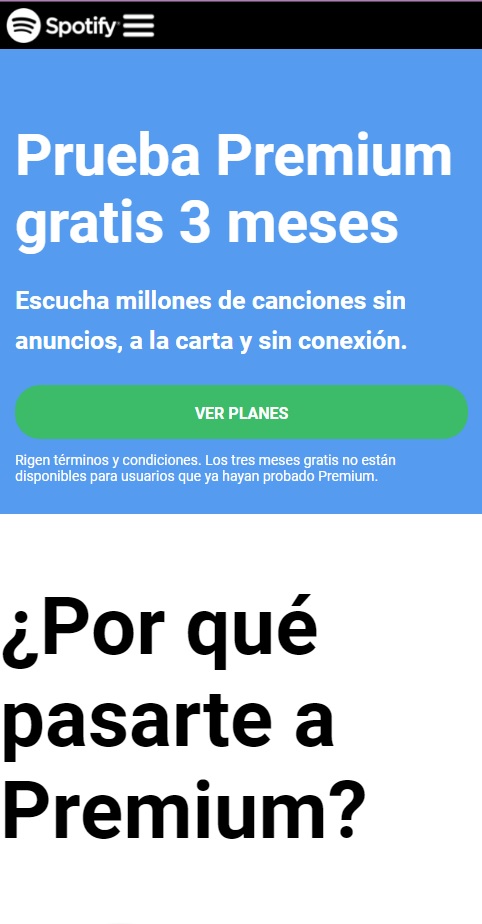 Spotify
Prueba Premium
gratis 3 meses
Escucha millones de canciones sin
anuncios, a la carta y sin conexión.
VER PLANES
Rigen términos y condiciones. Los tres meses gratis no están
disponibles para usuarios que ya hayan probado Premium.
¿Por qué
pasarte a
Premium?